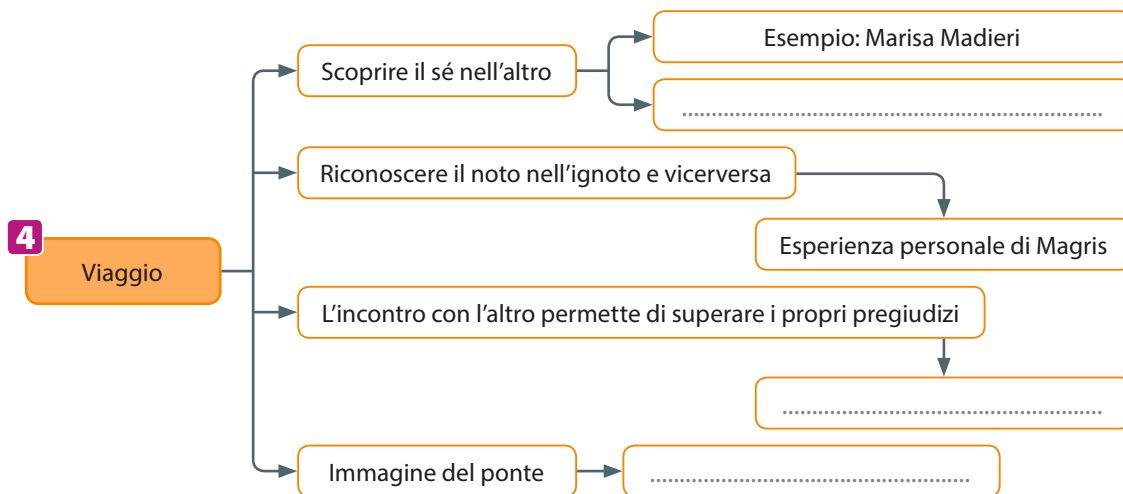 Esempio: Marisa Madieri
Scoprire il sé nell’altro
................................................................................
Riconoscere il noto nell’ignoto e vicerversa
4
Esperienza personale di Magris
Viaggio
L’incontro con l’altro permette di superare i propri pregiudizi
.............................................................
Immagine del ponte
.............................................................